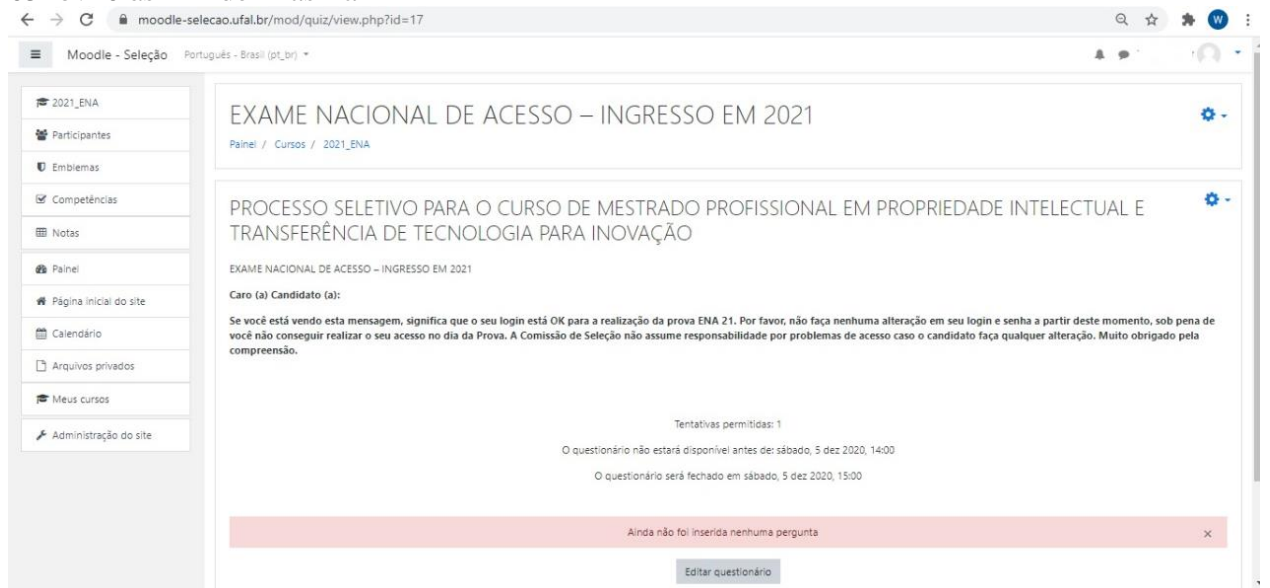 moodle-selecao.ufal.br/mod/quiz/view.php?id=17
W
Moodle - Seleção Português - Brasil (pt_br)
2021_ENA
Participantes
Emblemas
Competências
Notas
Painel
Página inicial do site
Calendário
Arquivos privados
Meus cursos
Administração do site
EXAME NACIONAL DE ACESSO – INGRESSO EM 2021
Painel / Cursos / 2021_ENA
PROCESSO SELETIVO PARA O CURSO DE MESTRADO PROFISSIONAL EM PROPRIEDADE INTELECTUAL E
TRANSFERÊNCIA DE TECNOLOGIA PARA INOVAÇÃO
EXAME NACIONAL DE ACESSO – INGRESSO EM 2021
Caro (a) Candidato (a):
Se você está vendo esta mensagem, significa que o seu login está OK para a realização da prova ENA 21. Por favor, não faça nenhuma alteração em seu login e senha a partir deste momento, sob pena de
você não conseguir realizar o seu acesso no dia da Prova. A Comissão de Seleção não assume responsabilidade por problemas de acesso caso o candidato faça qualquer alteração. Muito obrigado pela
compreensão.
Tentativas permitidas: 1
O questionário não estará disponível antes de: sábado, 5 dez 2020, 14:00
O questionário será fechado em sábado, 5 dez 2020, 15:00
Ainda não foi inserida nenhuma pergunta ×
Editar questionário